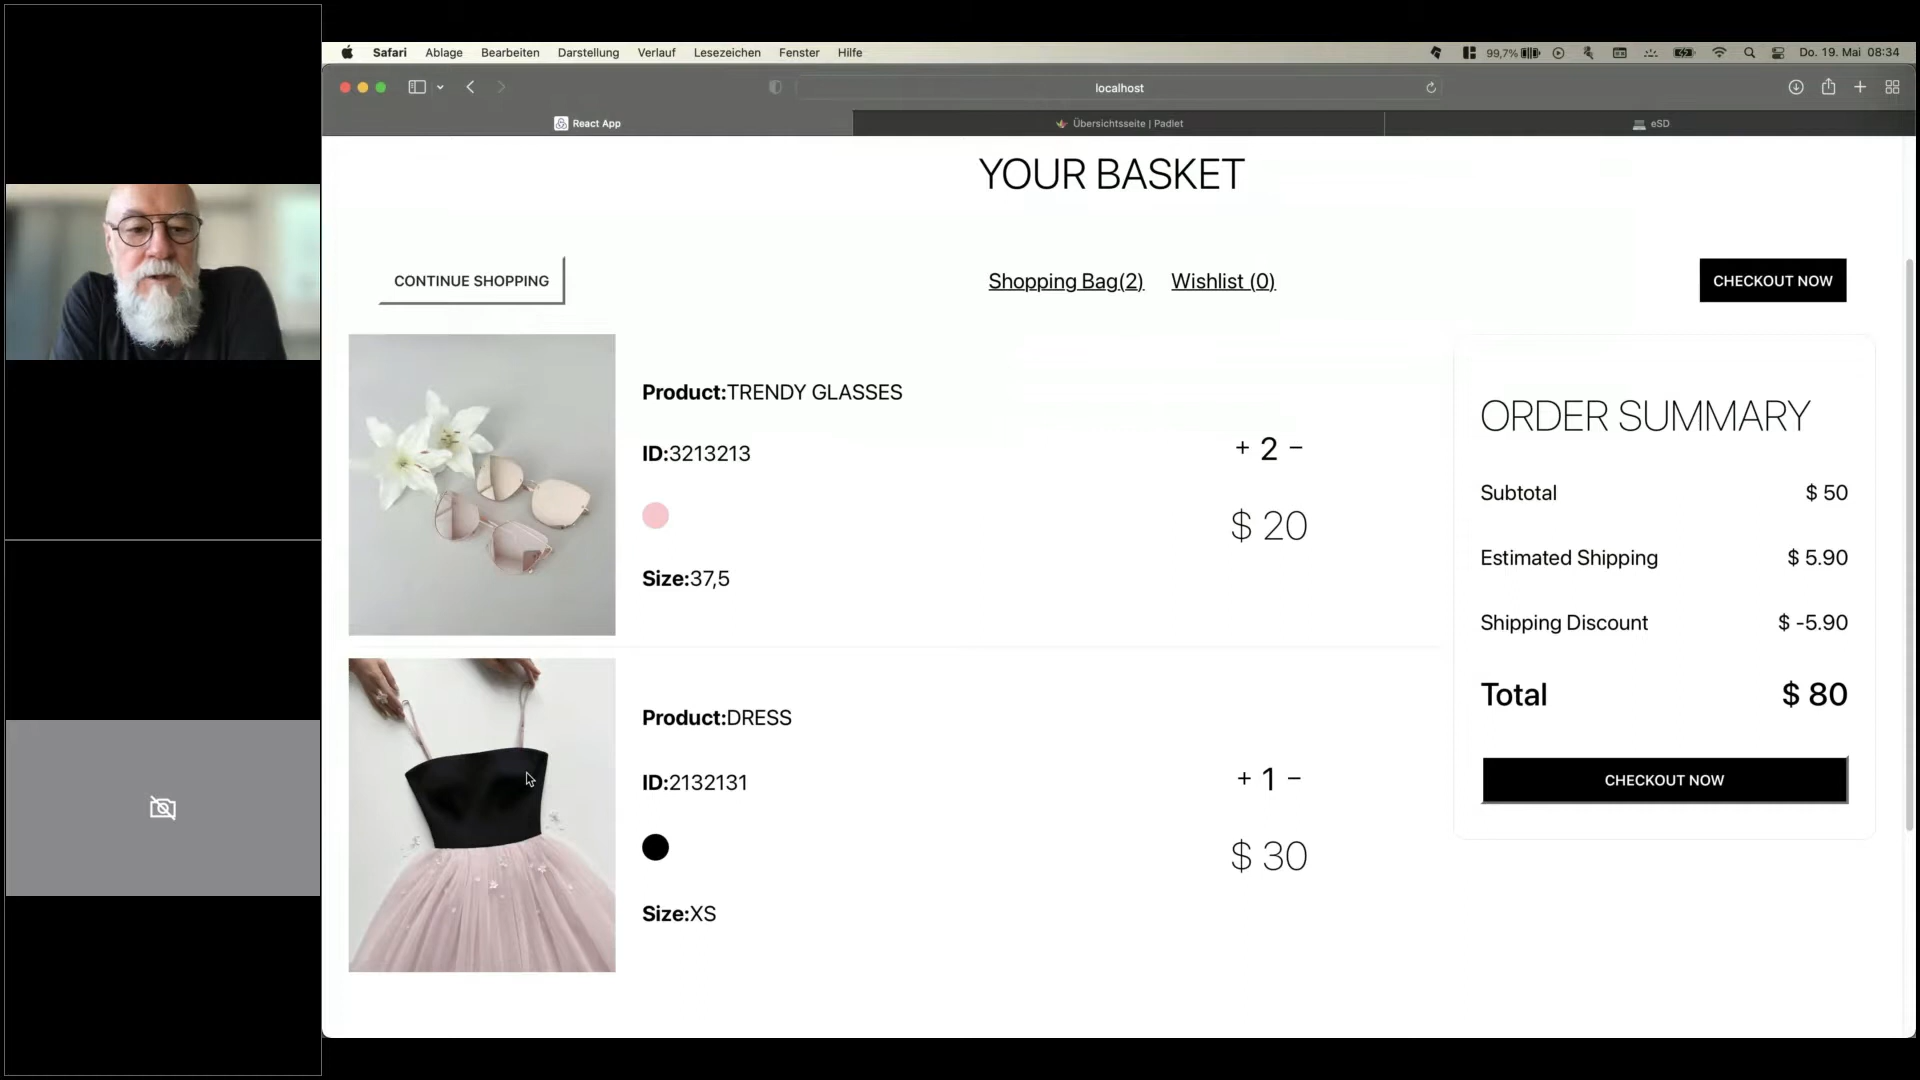 Safari Ablage Bearbeiten Darstellung Verlauf Lesezeichen Fenster Hilfe 99,7% Do. 19. Mai 08:34
localhost
React App Übersichtsseite | Padlet eSD
YOUR BASKET
CONTINUE SHOPPING Shopping Bag(2) Wishlist (0) CHECKOUT NOW
Product:TRENDY GLASSES
ID:3213213
Size:37,5
+ 2 −
$ 20
Product:DRESS
ID:2132131
Size:XS
+ 1 −
$ 30
ORDER SUMMARY
Subtotal $ 50
Estimated Shipping $ 5.90
Shipping Discount $ -5.90
Total $ 80
CHECKOUT NOW